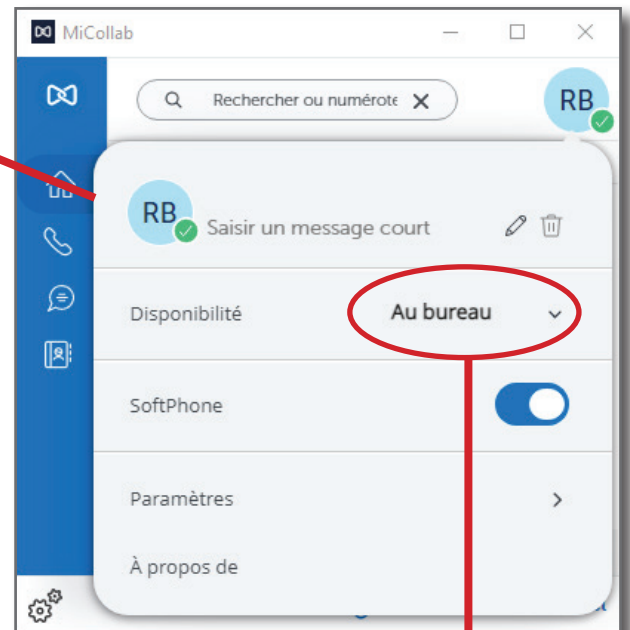 MiCollab
Rechercher ou numérote
RB
RB
Saisir un message court
Disponibilité
Au bureau
SoftPhone
Paramètres
À propos de